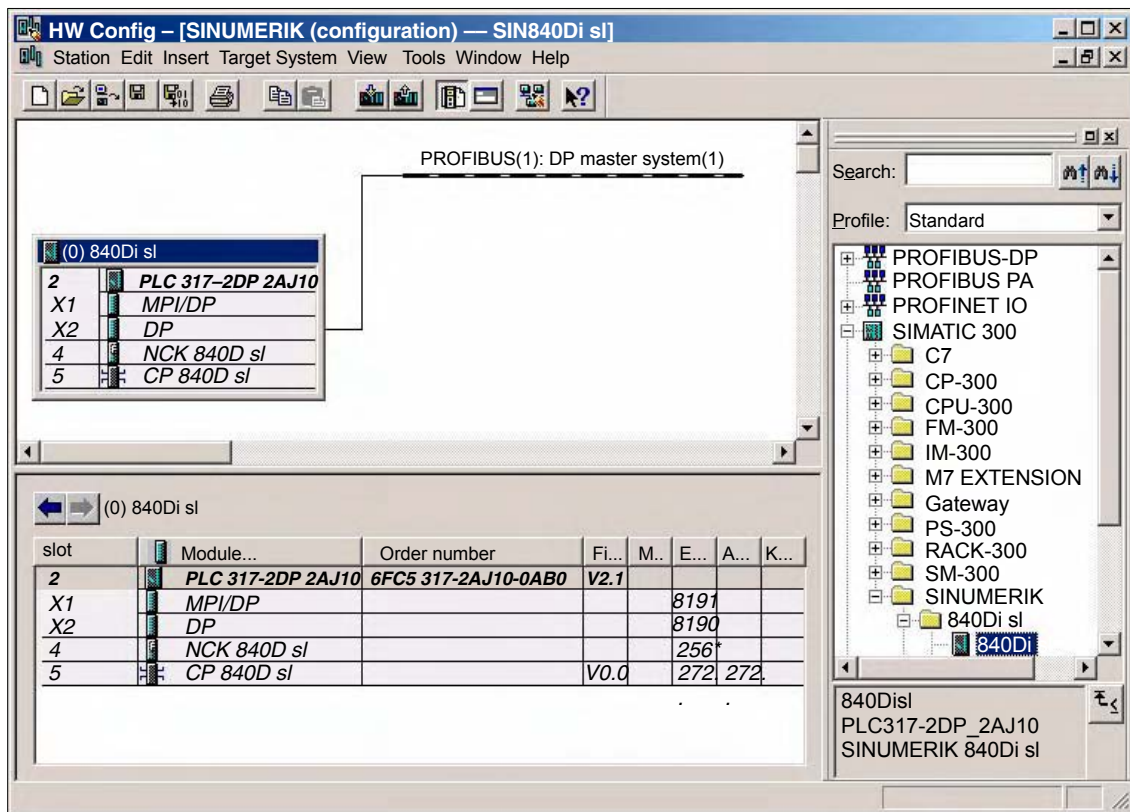 HW Config – [SINUMERIK (configuration) –– SIN840Di sl]
Station Edit Insert Target System View Tools Window Help
PROFIBUS(1): DP master system(1)
(0) 840Di sl
2 PLC 317–2DP 2AJ10
X1 MPI/DP
X2 DP
4 NCK 840D sl
5 CP 840D sl
(0) 840Di sl
slot Module... Order number Fi... M.. E... A... K...
2 PLC 317-2DP 2AJ10 6FC5 317-2AJ10-0AB0 V2.1
X1 MPI/DP 8191
X2 DP 8190
4 NCK 840D sl 256*
5 CP 840D sl V0.0 272. 272.
. .
Search:
Profile: Standard
PROFIBUS-DP
PROFIBUS PA
PROFINET IO
SIMATIC 300
C7
CP-300
CPU-300
FM-300
IM-300
M7 EXTENSION
Gateway
PS-300
RACK-300
SM-300
SINUMERIK
840Di sl
840Di
840Disl
PLC317-2DP_2AJ10
SINUMERIK 840Di sl